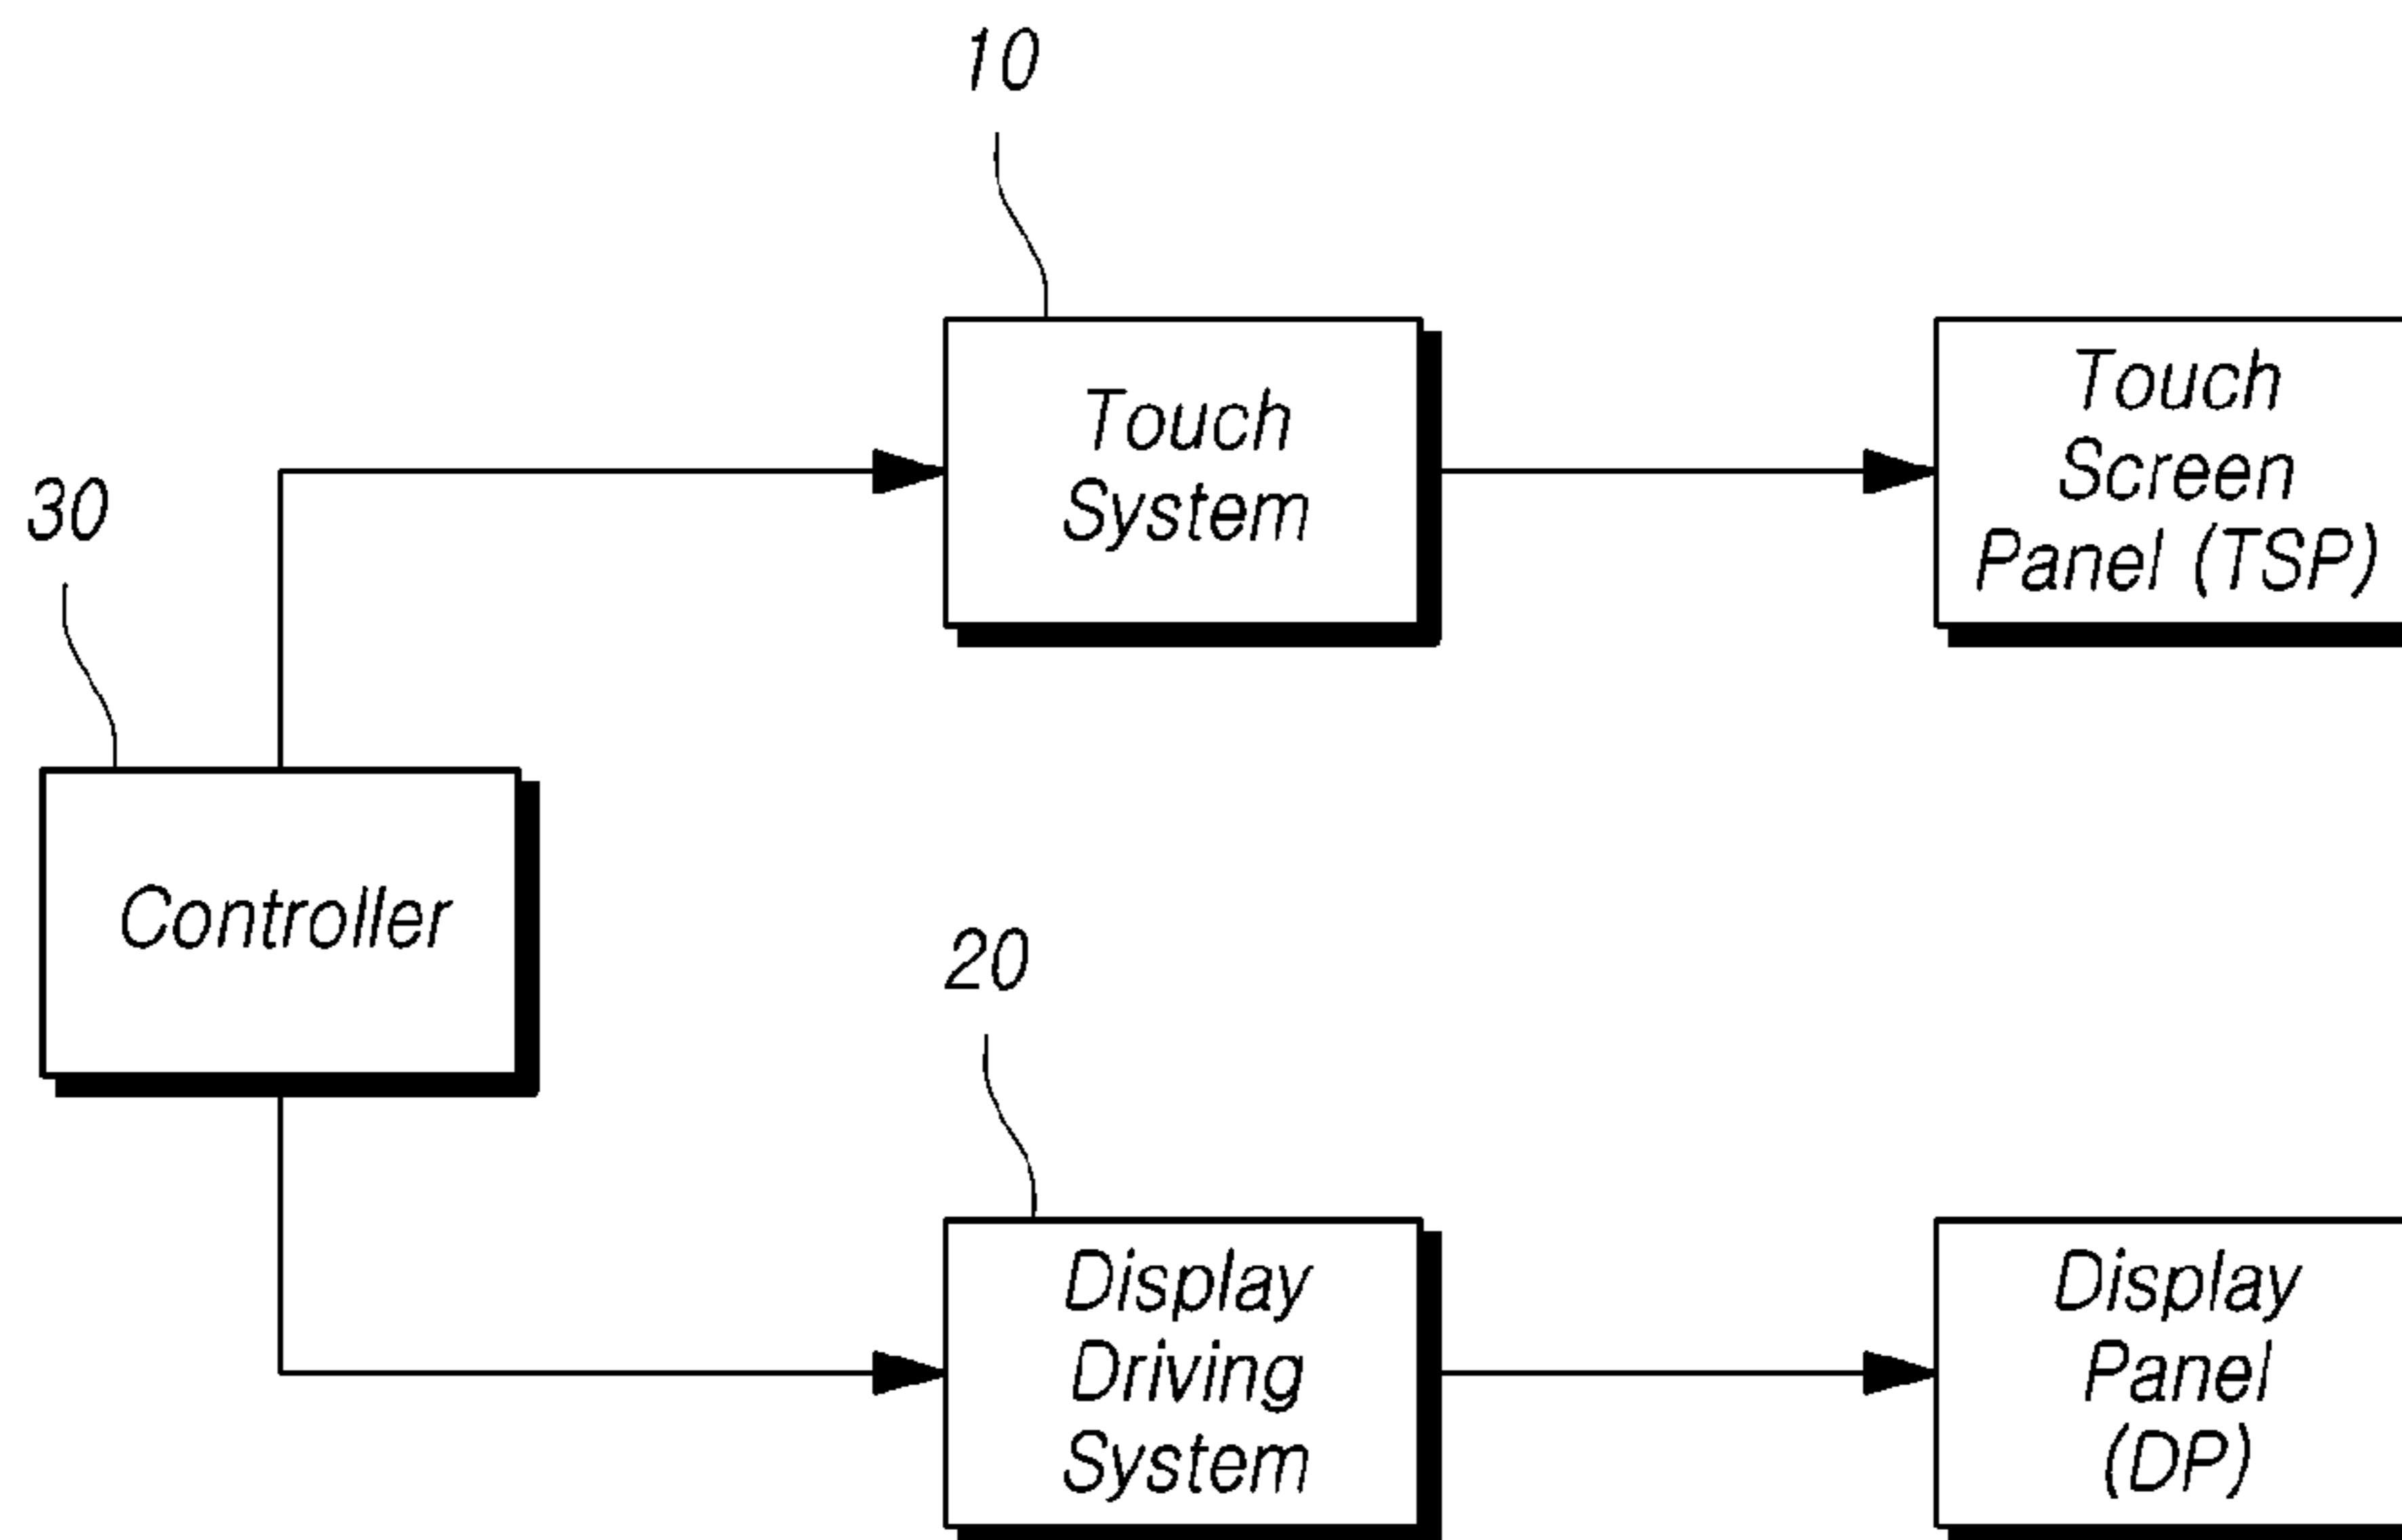 10
Touch
System
Touch
Screen
Panel (TSP)
30
Controller
20
Display
Driving
System
Display
Panel
(DP)